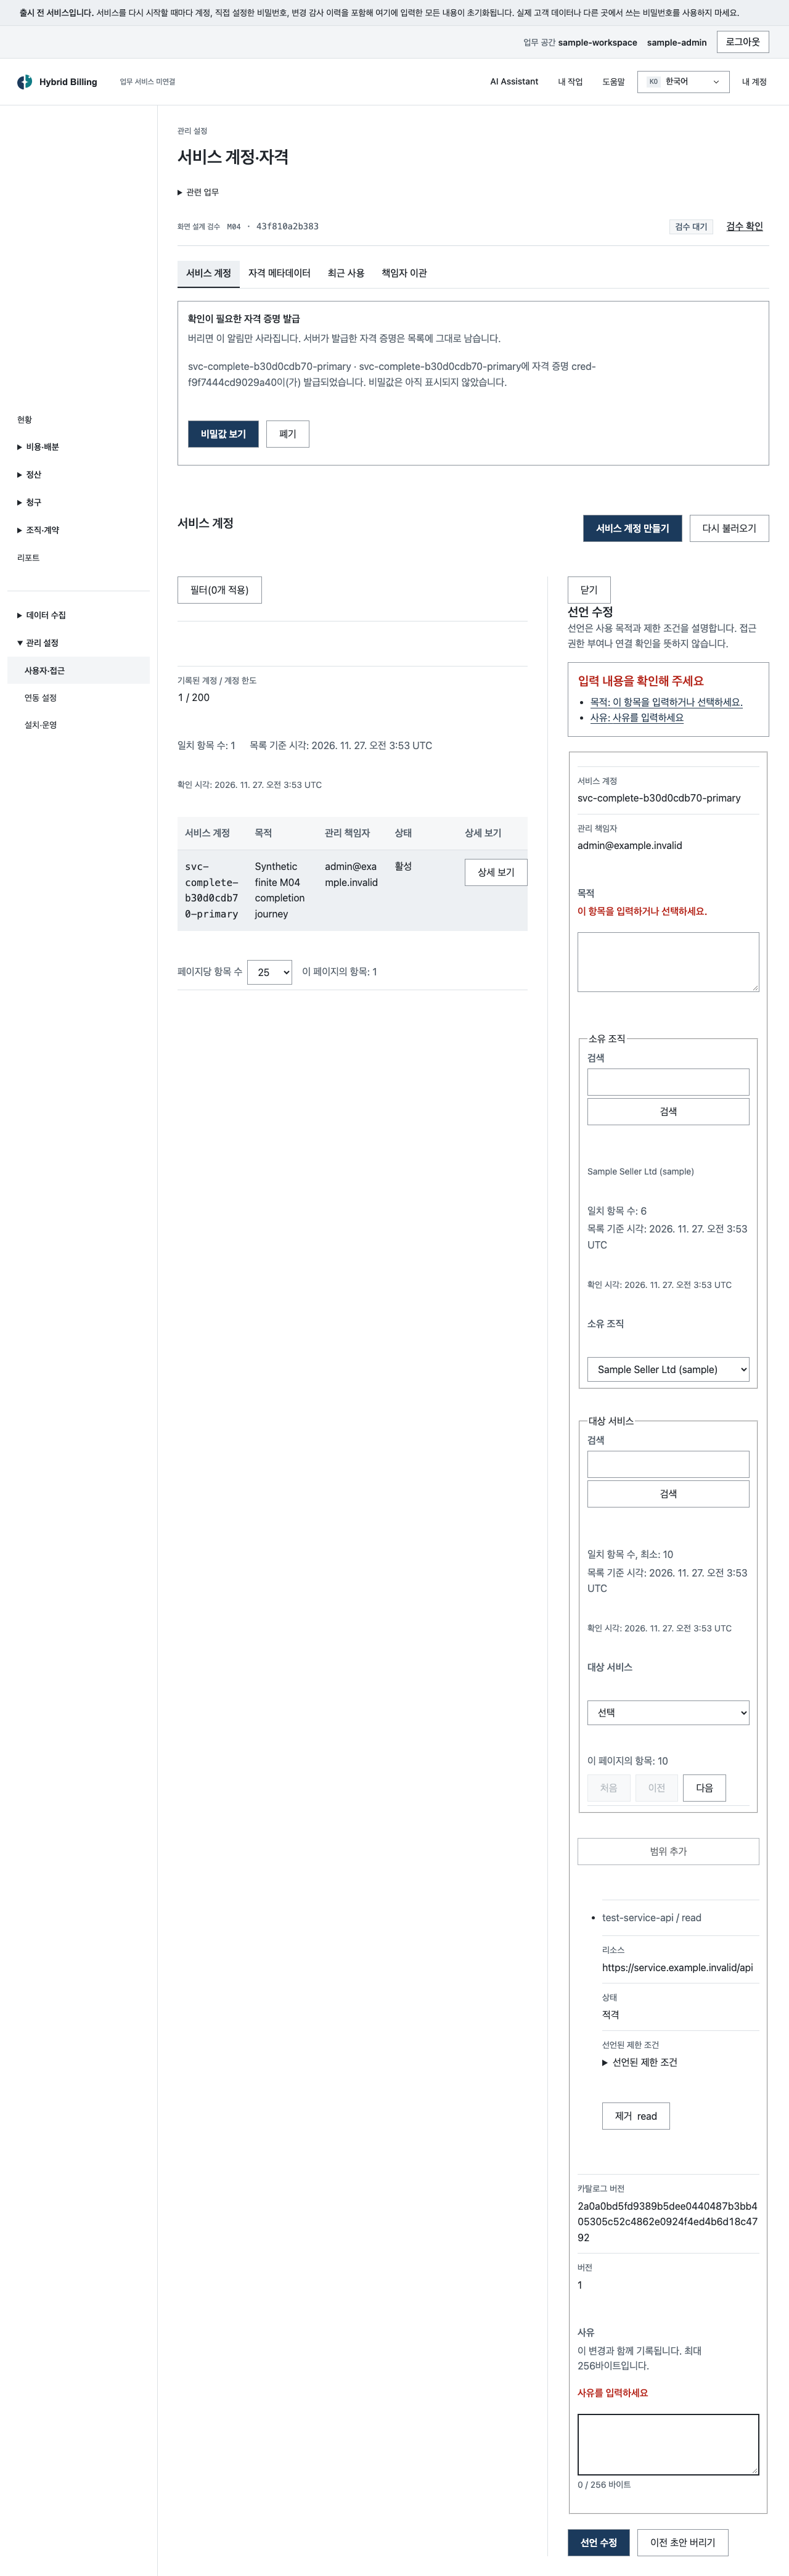 출시 전 서비스입니다. 서비스를 다시 시작할 때마다 계정, 직접 설정한 비밀번호, 변경 감사 이력을 포함해 여기에 입력한 모든 내용이 초기화됩니다. 실제 고객 데이터나 다른 곳에서 쓰는 비밀번호를 사용하지 마세요.
업무 공간 sample-workspace sample-admin 로그아웃
Hybrid Billing 업무 서비스 미연결 AI Assistant 내 작업 도움말 KO 한국어 내 계정
관리 설정
서비스 계정·자격
관련 업무
화면 설계 검수 M04 · 43f810a2b383 검수 대기 검수 확인
서비스 계정 자격 메타데이터 최근 사용 책임자 이관
확인이 필요한 자격 증명 발급
버리면 이 알림만 사라집니다. 서버가 발급한 자격 증명은 목록에 그대로 남습니다.
svc-complete-b30d0cdb70-primary · svc-complete-b30d0cdb70-primary에 자격 증명 cred-
f9f7444cd9029a40이(가) 발급되었습니다. 비밀값은 아직 표시되지 않았습니다.
비밀값 보기 폐기
현황
비용·배분
정산
청구
조직·계약
리포트
데이터 수집
관리 설정
사용자·접근
연동 설정
설치·운영
서비스 계정 서비스 계정 만들기 다시 불러오기
필터(0개 적용)
기록된 계정 / 계정 한도
1 / 200
일치 항목 수: 1 목록 기준 시각: 2026. 11. 27. 오전 3:53 UTC
확인 시각: 2026. 11. 27. 오전 3:53 UTC
서비스 계정 목적 관리 책임자 상태 상세 보기
svc-
complete-
b30d0cdb7
0-primary
Synthetic
finite M04
completion
journey
admin@exa
mple.invalid
활성
상세 보기
페이지당 항목 수 25 이 페이지의 항목: 1
닫기
선언 수정
선언은 사용 목적과 제한 조건을 설명합니다. 접근
권한 부여나 연결 확인을 뜻하지 않습니다.
입력 내용을 확인해 주세요
목적: 이 항목을 입력하거나 선택하세요.
사유: 사유를 입력하세요
서비스 계정
svc-complete-b30d0cdb70-primary
관리 책임자
admin@example.invalid
목적
이 항목을 입력하거나 선택하세요.
소유 조직
검색
검색
Sample Seller Ltd (sample)
일치 항목 수: 6
목록 기준 시각: 2026. 11. 27. 오전 3:53
UTC
확인 시각: 2026. 11. 27. 오전 3:53 UTC
소유 조직
Sample Seller Ltd (sample)
대상 서비스
검색
검색
일치 항목 수, 최소: 10
목록 기준 시각: 2026. 11. 27. 오전 3:53
UTC
확인 시각: 2026. 11. 27. 오전 3:53 UTC
대상 서비스
선택
이 페이지의 항목: 10
처음 이전 다음
범위 추가
test-service-api / read
리소스
https://service.example.invalid/api
상태
적격
선언된 제한 조건
선언된 제한 조건
제거 read
카탈로그 버전
2a0a0bd5fd9389b5dee0440487b3bb4
05305c52c4862e0924f4ed4b6d18c47
92
버전
1
사유
이 변경과 함께 기록됩니다. 최대
256바이트입니다.
사유를 입력하세요
0 / 256 바이트
선언 수정 이전 초안 버리기